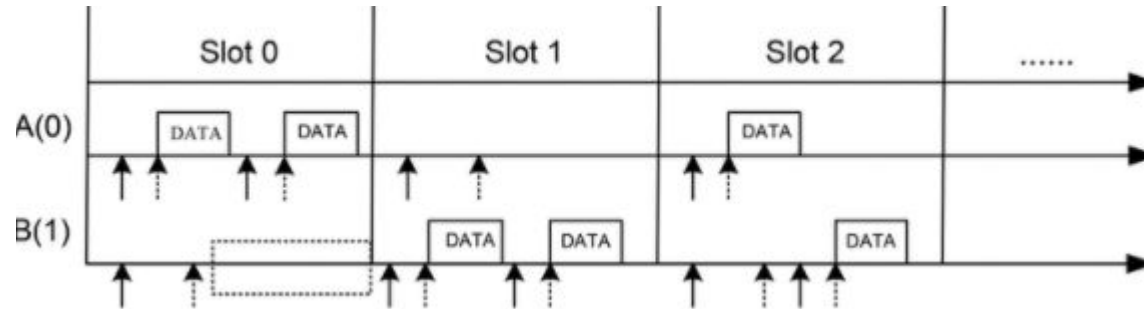 Slot 0 Slot 1 Slot 2 ......
A(0) DATA DATA DATA
B(1) DATA DATA DATA